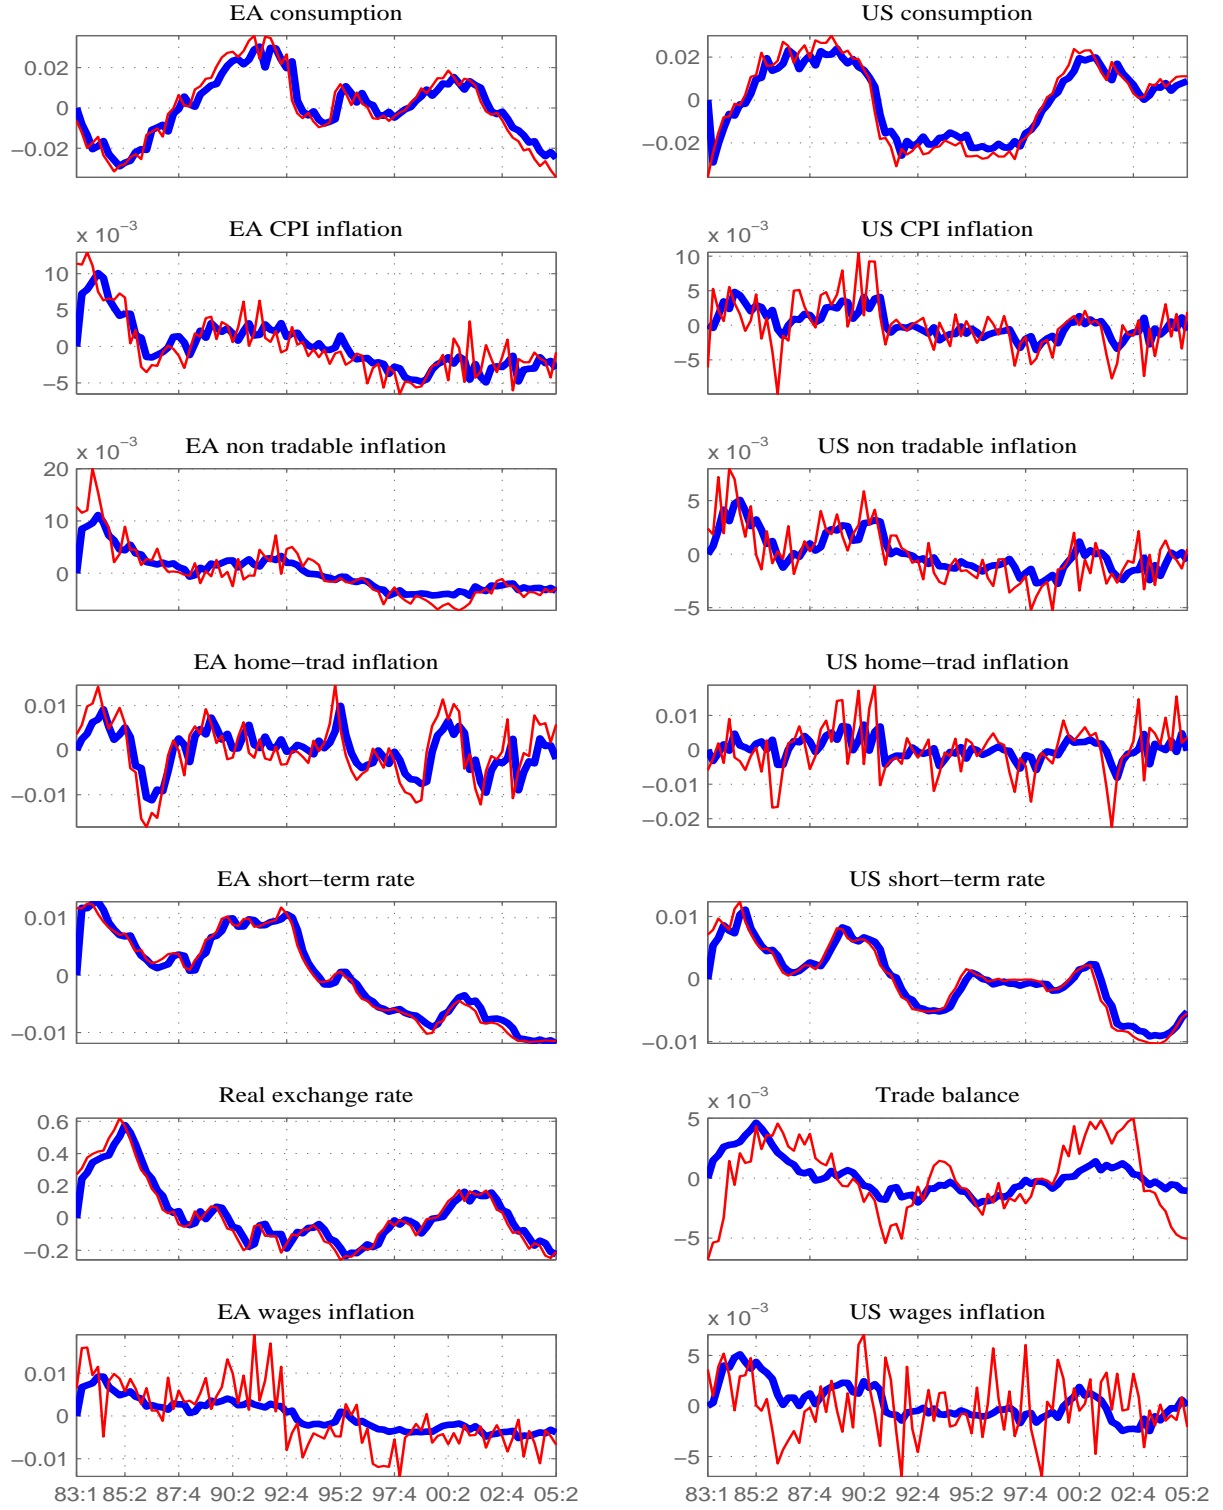 EA consumption
US consumption
0.02
0
−0.02
0.02
0
−0.02
EA CPI inflation
US CPI inflation
x 10−3
10
5
0
−5
x 10−3
10
5
0
−5
EA non tradable inflation
US non tradable inflation
x 10−3
20
10
0
x 10−3
5
0
−5
EA home−trad inflation
US home−trad inflation
0.01
0
−0.01
0.01
0
−0.01
−0.02
EA short−term rate
US short−term rate
0.01
0
−0.01
0.01
0
−0.01
Real exchange rate
Trade balance
0.6
0.4
0.2
0
−0.2
x 10−3
5
0
−5
EA wages inflation
US wages inflation
0.01
0
−0.01
x 10−3
5
0
−5
83:1 85:2 87:4 90:2 92:4 95:2 97:4 00:2 02:4 05:2
83:1 85:2 87:4 90:2 92:4 95:2 97:4 00:2 02:4 05:2